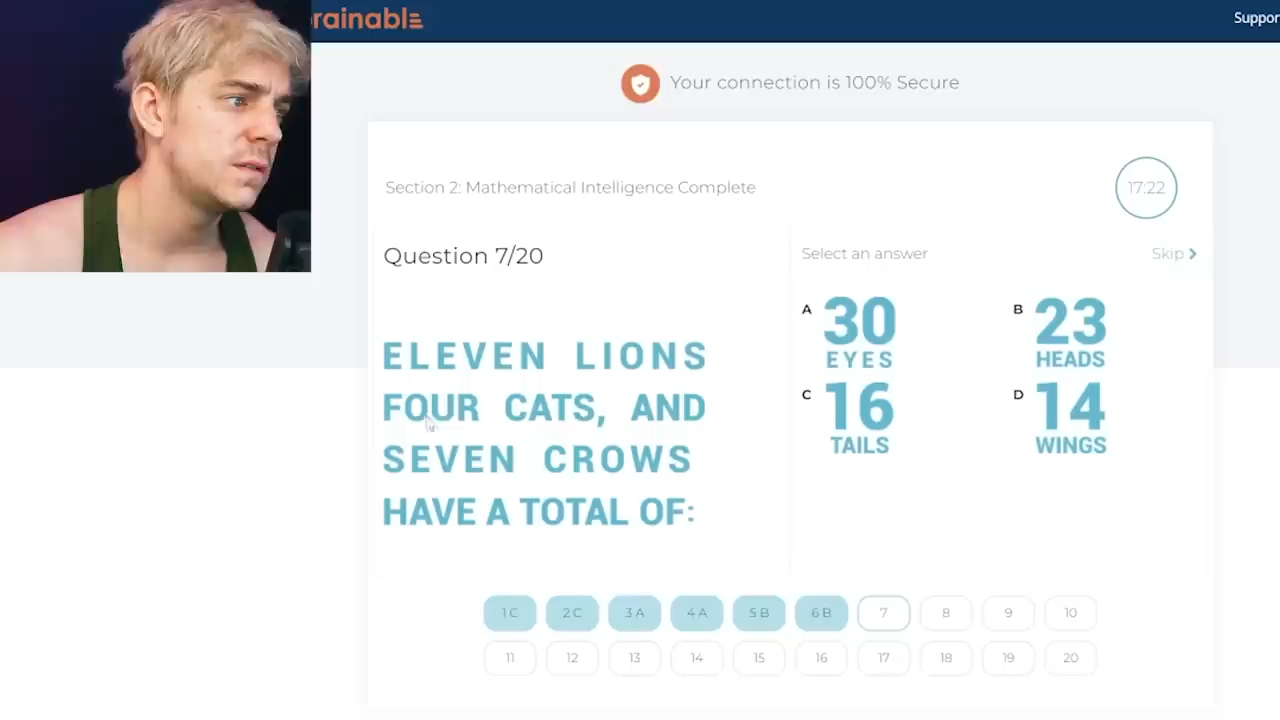 rainable
Support
Your connection is 100% Secure
Section 2: Mathematical Intelligence Complete
17:22
Question 7/20
Select an answer
Skip
ELEVEN LIONS
FOUR CATS, AND
SEVEN CROWS
HAVE A TOTAL OF:
A 30 EYES
B 23 HEADS
C 16 TAILS
D 14 WINGS
1 C 2 C 3 A 4 A 5 B 6 B 7 8 9 10
11 12 13 14 15 16 17 18 19 20